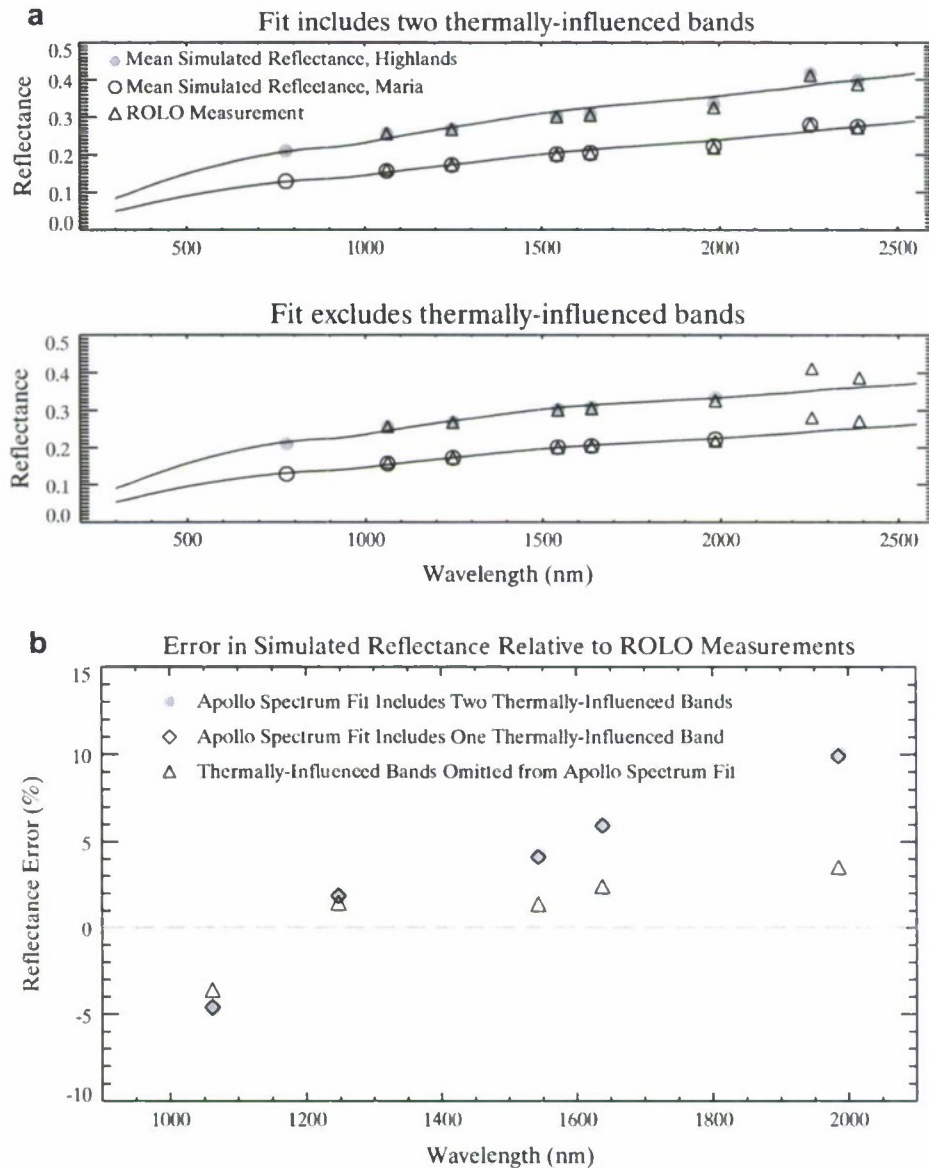 a
Fit includes two thermally-influenced bands
0.5
0.4
0.3
0.2
0.1
0.0
Reflectance
Mean Simulated Reflectance, Highlands
Mean Simulated Reflectance, Maria
ROLO Measurement
500 1000 1500 2000 2500
Fit excludes thermally-influenced bands
0.5
0.4
0.3
0.2
0.1
0.0
Reflectance
500 1000 1500 2000 2500
Wavelength (nm)
b
Error in Simulated Reflectance Relative to ROLO Measurements
15
10
5
0
-5
-10
Reflectance Error (%)
Apollo Spectrum Fit Includes Two Thermally-Influenced Bands
Apollo Spectrum Fit Includes One Thermally-Influenced Band
Thermally-Influenced Bands Omitted from Apollo Spectrum Fit
1000 1200 1400 1600 1800 2000
Wavelength (nm)